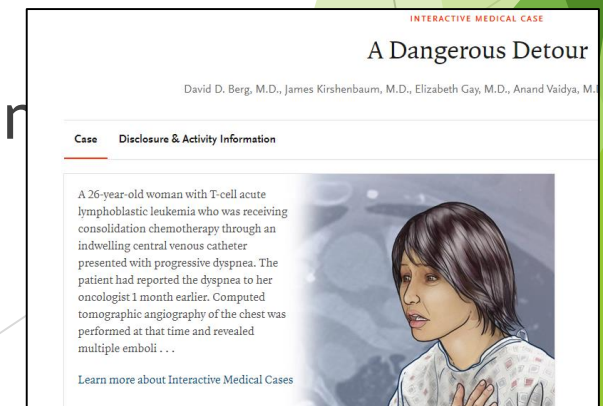 INTERACTIVE MEDICAL CASE
A Dangerous Detour
David D. Berg, M.D., James Kirshenbaum, M.D., Elizabeth Gay, M.D., Anand Vaidya,
Case Disclosure & Activity Information
A 26-year-old woman with T-cell acute
lymphoblastic leukemia who was receiving
consolidation chemotherapy through an
indwelling central venous catheter
presented with progressive dyspnea. The
patient had reported the dyspnea to her
oncologist 1 month earlier. Computed
tomographic angiography of the chest was
performed at that time and revealed
multiple emboli . . .
Learn more about Interactive Medical Cases